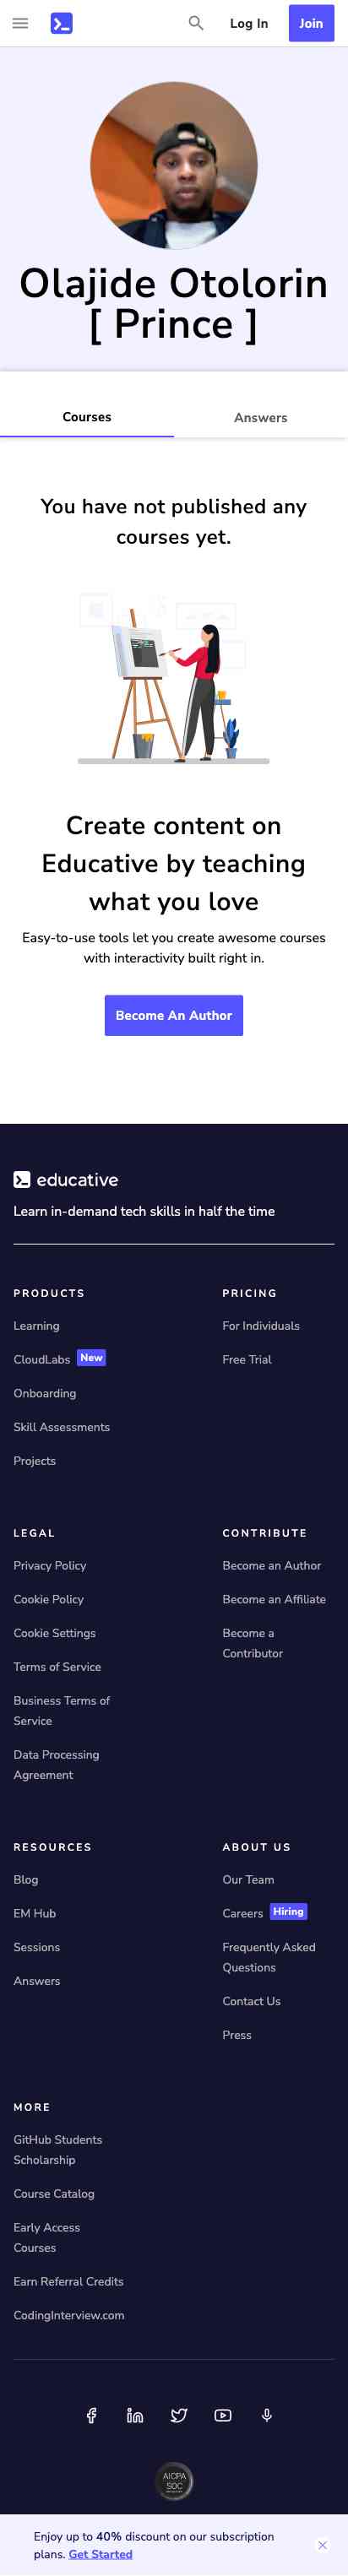 Log In
Join
Olajide Otolorin
[ Prince ]
Courses
Answers
You have not published any
courses yet.
Create content on
Educative by teaching
what you love
Easy-to-use tools let you create awesome courses
with interactivity built right in.
Become An Author
educative
Learn in-demand tech skills in half the time
PRODUCTS
Learning
CloudLabs New
Onboarding
Skill Assessments
Projects
PRICING
For Individuals
Free Trial
LEGAL
Privacy Policy
Cookie Policy
Cookie Settings
Terms of Service
Business Terms of
Service
Data Processing
Agreement
CONTRIBUTE
Become an Author
Become an Affiliate
Become a
Contributor
RESOURCES
Blog
EM Hub
Sessions
Answers
ABOUT US
Our Team
Careers Hiring
Frequently Asked
Questions
Contact Us
Press
MORE
GitHub Students
Scholarship
Course Catalog
Early Access
Courses
Earn Referral Credits
CodingInterview.com
AICPA
SOC
Enjoy up to 40% discount on our subscription
plans. Get Started